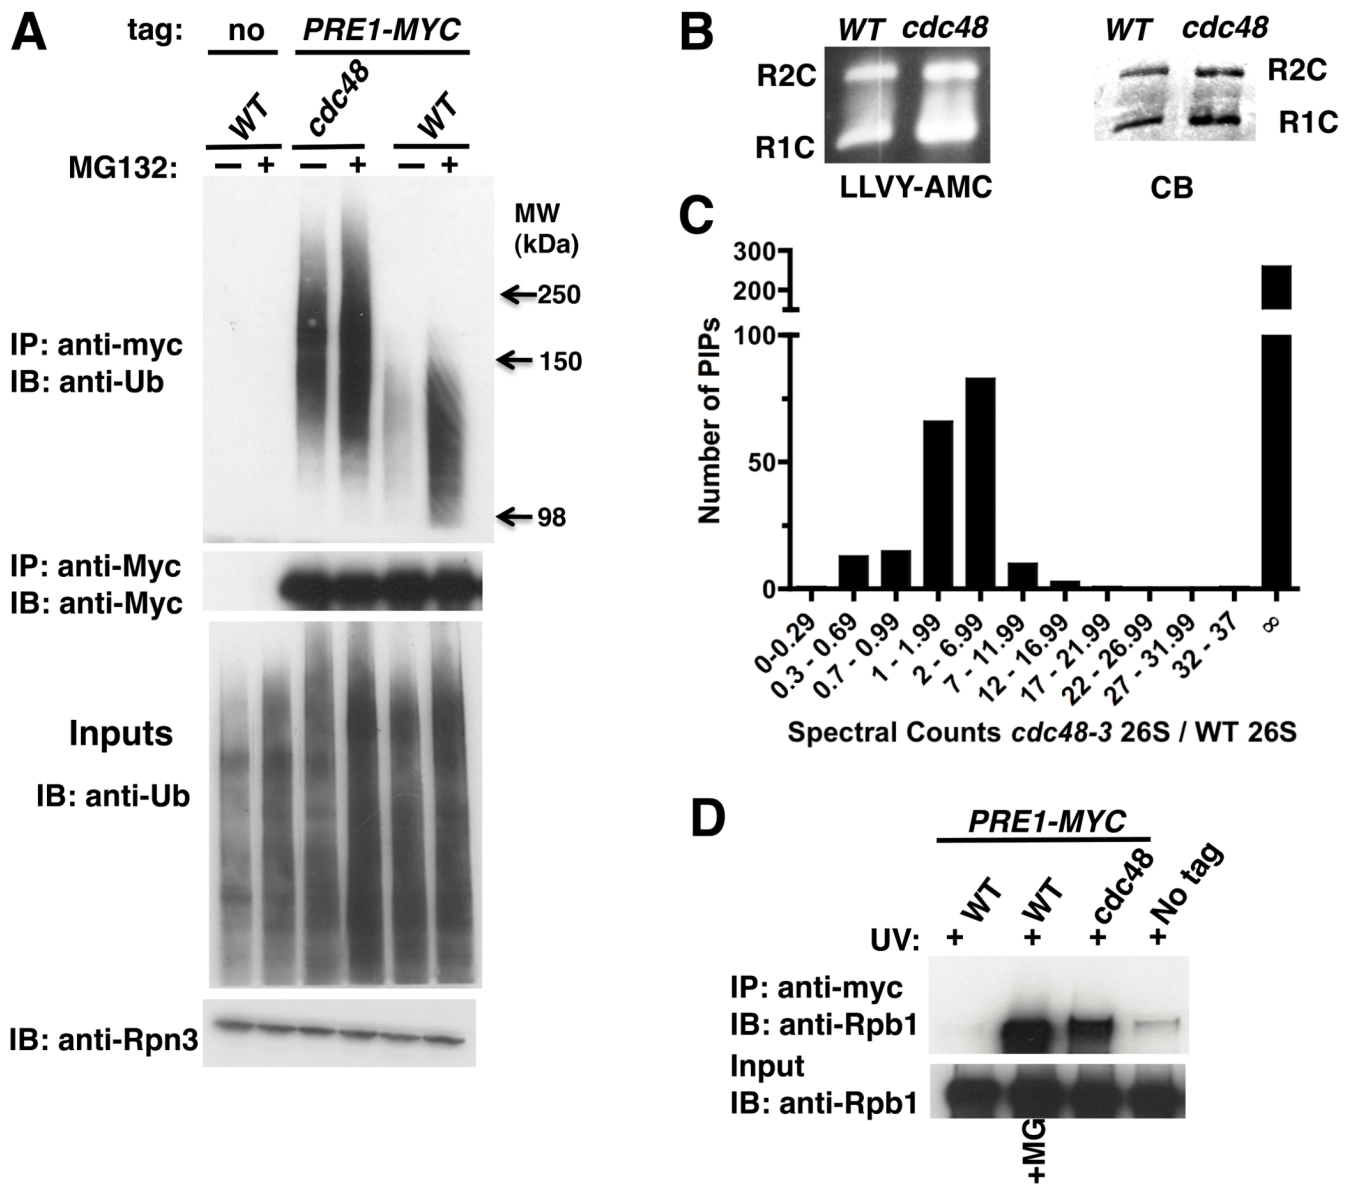 A
tag: no PRE1-MYC
WT cdc48 WT
MG132: – + – + – +
MW
(kDa)
250
150
98
IP: anti-myc
IB: anti-Ub
IP: anti-Myc
IB: anti-Myc
Inputs
IB: anti-Ub
IB: anti-Rpn3
B
WT cdc48
R2C
R1C
LLVY-AMC
WT cdc48
R2C
R1C
CB
C
Number of PIPs
300
200
100
50
0
0-0.29
0.3 - 0.69
0.7 - 0.99
1 - 1.99
2 - 6.99
7 - 11.99
12 - 16.99
17 - 21.99
22 - 26.99
27 - 31.99
32 - 37
∞
Spectral Counts cdc48-3 26S / WT 26S
D
PRE1-MYC
WT WT cdc48 No tag
UV: + + + +
IP: anti-myc
IB: anti-Rpb1
Input
IB: anti-Rpb1
+MG